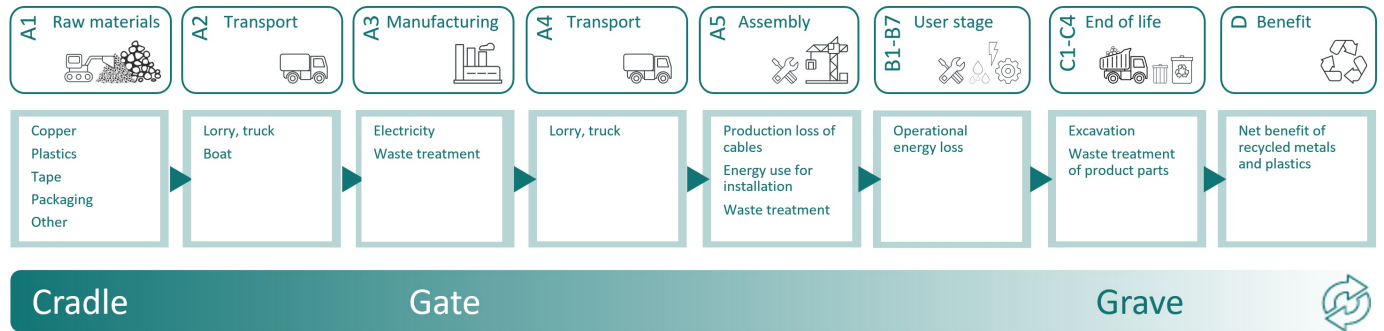 A1 Raw materials
A2 Transport
A3 Manufacturing
A4 Transport
A5 Assembly
B1-B7 User stage
C1-C4 End of life
D Benefit
Copper
Plastics
Tape
Packaging
Other
Lorry, truck
Boat
Electricity
Waste treatment
Lorry, truck
Production loss of
cables
Energy use for
installation
Waste treatment
Operational
energy loss
Excavation
Waste treatment
of product parts
Net benefit of
recycled metals
and plastics
Cradle
Gate
Grave